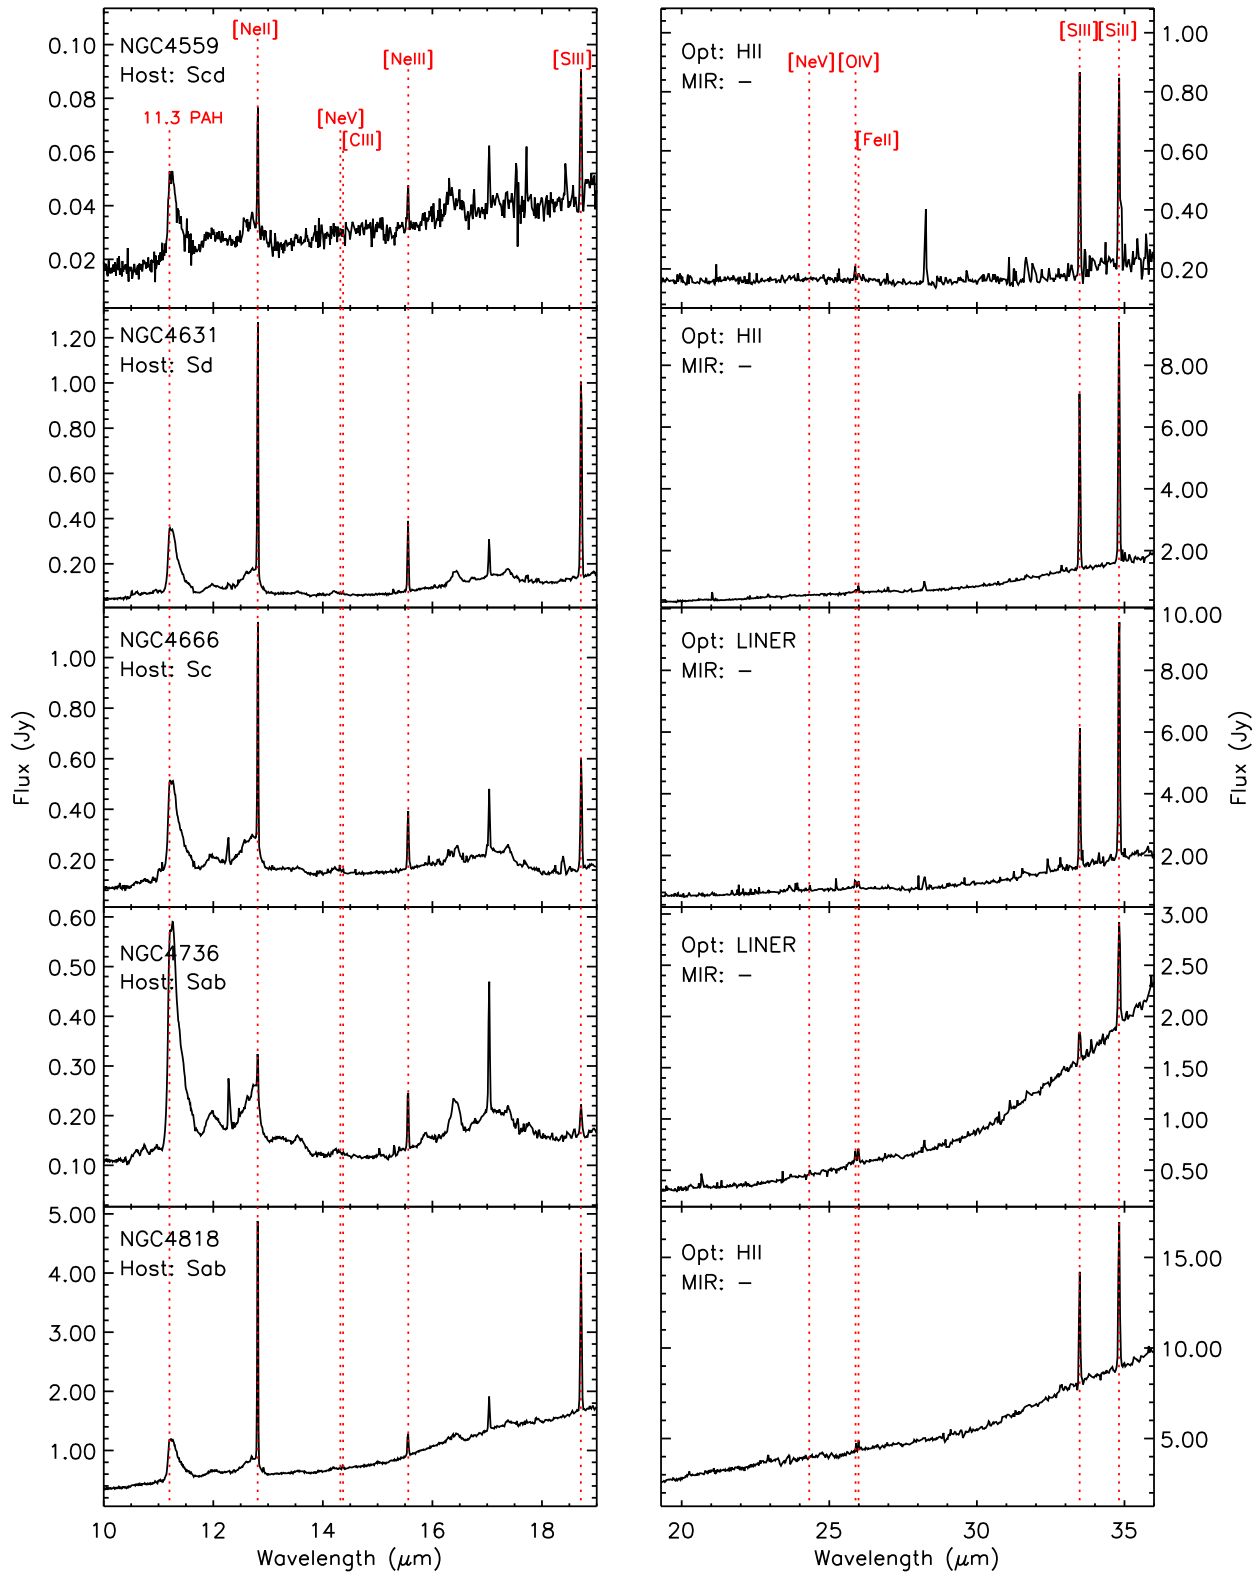 [NeII]
[NeIII]
[SIII]
11.3 PAH
[NeV]
[CIII]
NGC4559
Host: Scd
0.10
0.08
0.06
0.04
0.02
[SIII][SiII]
[NeV][OIV]
[FeII]
Opt: HII
MIR: –
1.00
0.80
0.60
0.40
0.20
NGC4631
Host: Sd
1.20
1.00
0.80
0.60
0.40
0.20
Opt: HII
MIR: –
8.00
6.00
4.00
2.00
NGC4666
Host: Sc
1.00
0.80
0.60
0.40
0.20
Opt: LINER
MIR: –
10.00
8.00
6.00
4.00
2.00
Flux (Jy)
Flux (Jy)
NGC4736
Host: Sab
0.60
0.50
0.40
0.30
0.20
0.10
Opt: LINER
MIR: –
3.00
2.50
2.00
1.50
1.00
0.50
NGC4818
Host: Sab
5.00
4.00
3.00
2.00
1.00
Opt: HII
MIR: –
15.00
10.00
5.00
10 12 14 16 18
Wavelength (μm)
20 25 30 35
Wavelength (μm)